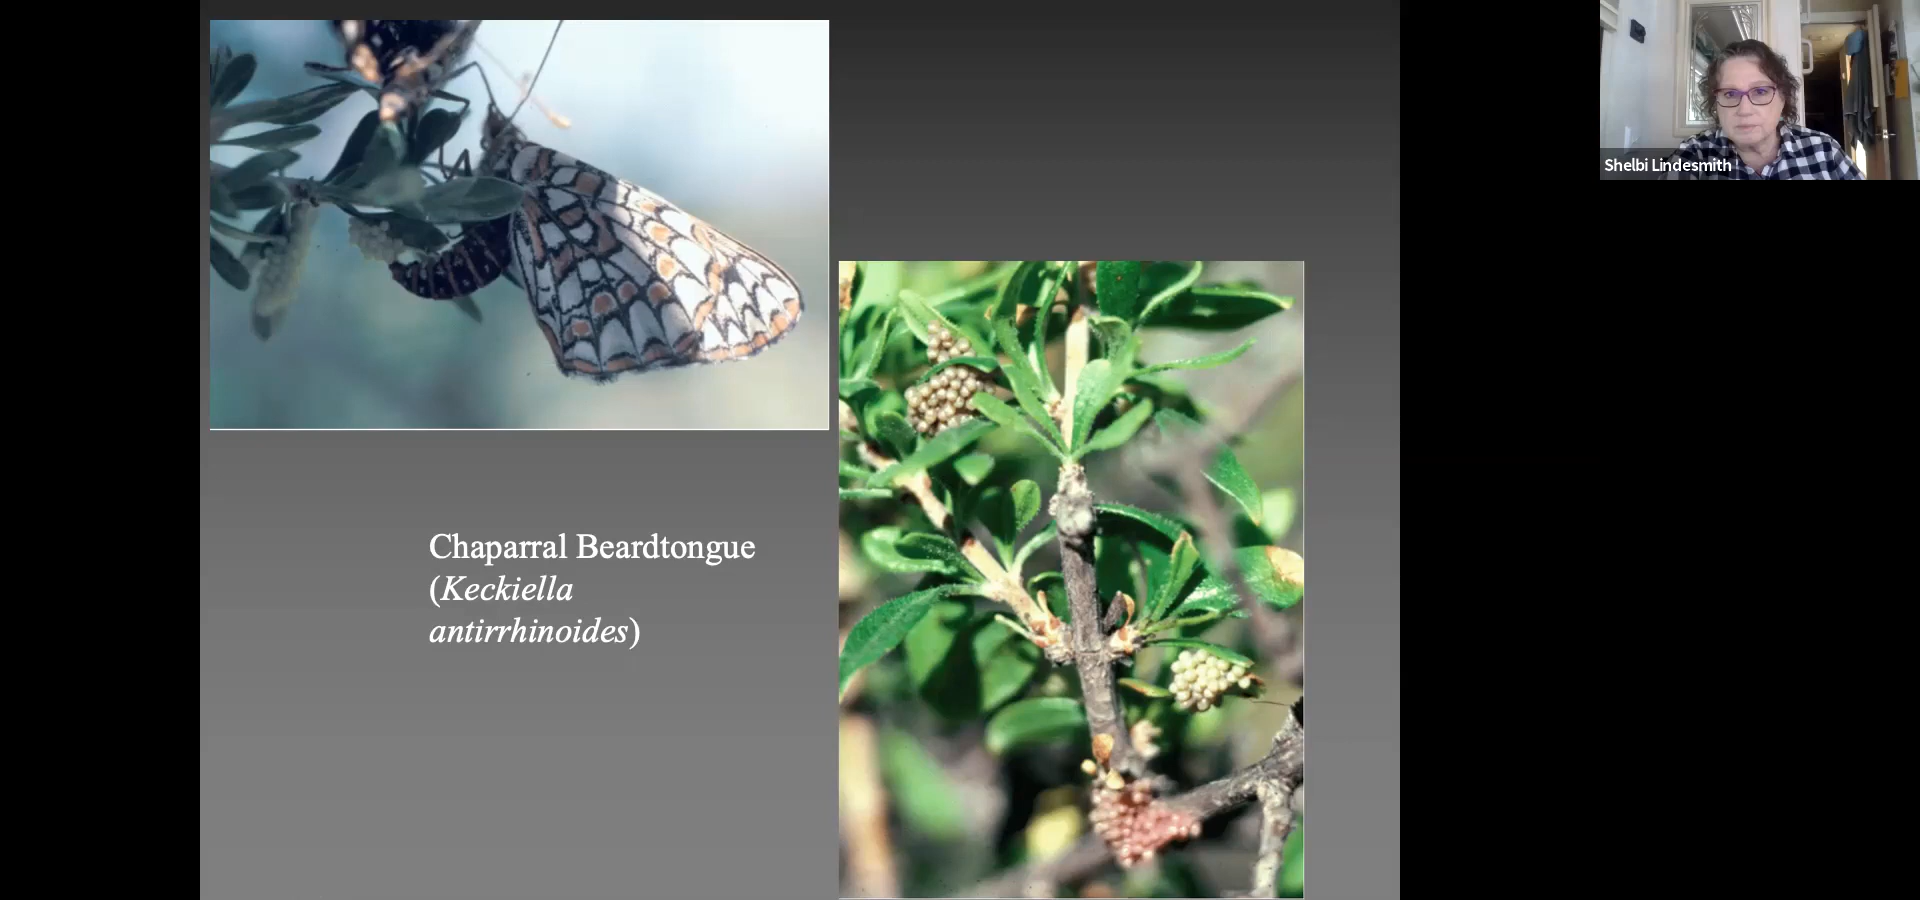 Shelbi Lindesmith
Chaparral Beardtongue
(Keckiella
antirrhinoides)